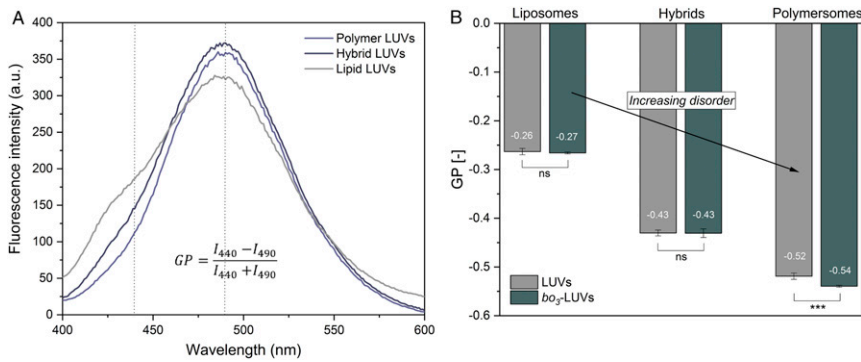 A
Fluorescence intensity (a.u.)
400
350
300
250
200
150
100
50
0
Polymer LUVs
Hybrid LUVs
Lipid LUVs
GP = (I440 − I490) / (I440 + I490)
400
450
500
550
600
Wavelength (nm)
B
Liposomes
Hybrids
Polymersomes
GP [-]
0.0
-0.1
-0.2
-0.3
-0.4
-0.5
-0.6
Increasing disorder
-0.26
-0.27
ns
-0.43
-0.43
ns
-0.52
-0.54
***
LUVs
bo3-LUVs